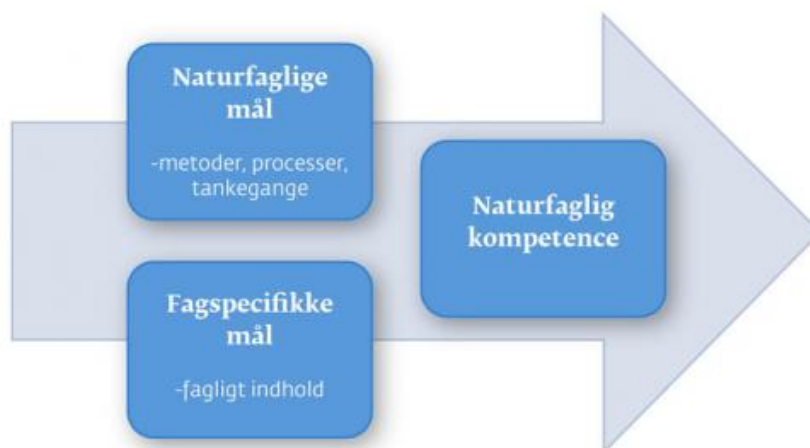 Naturfaglige
mål
-metoder, processer,
tankegange
Fagspecifikke
mål
-fagligt indhold
Naturfaglig
kompetence